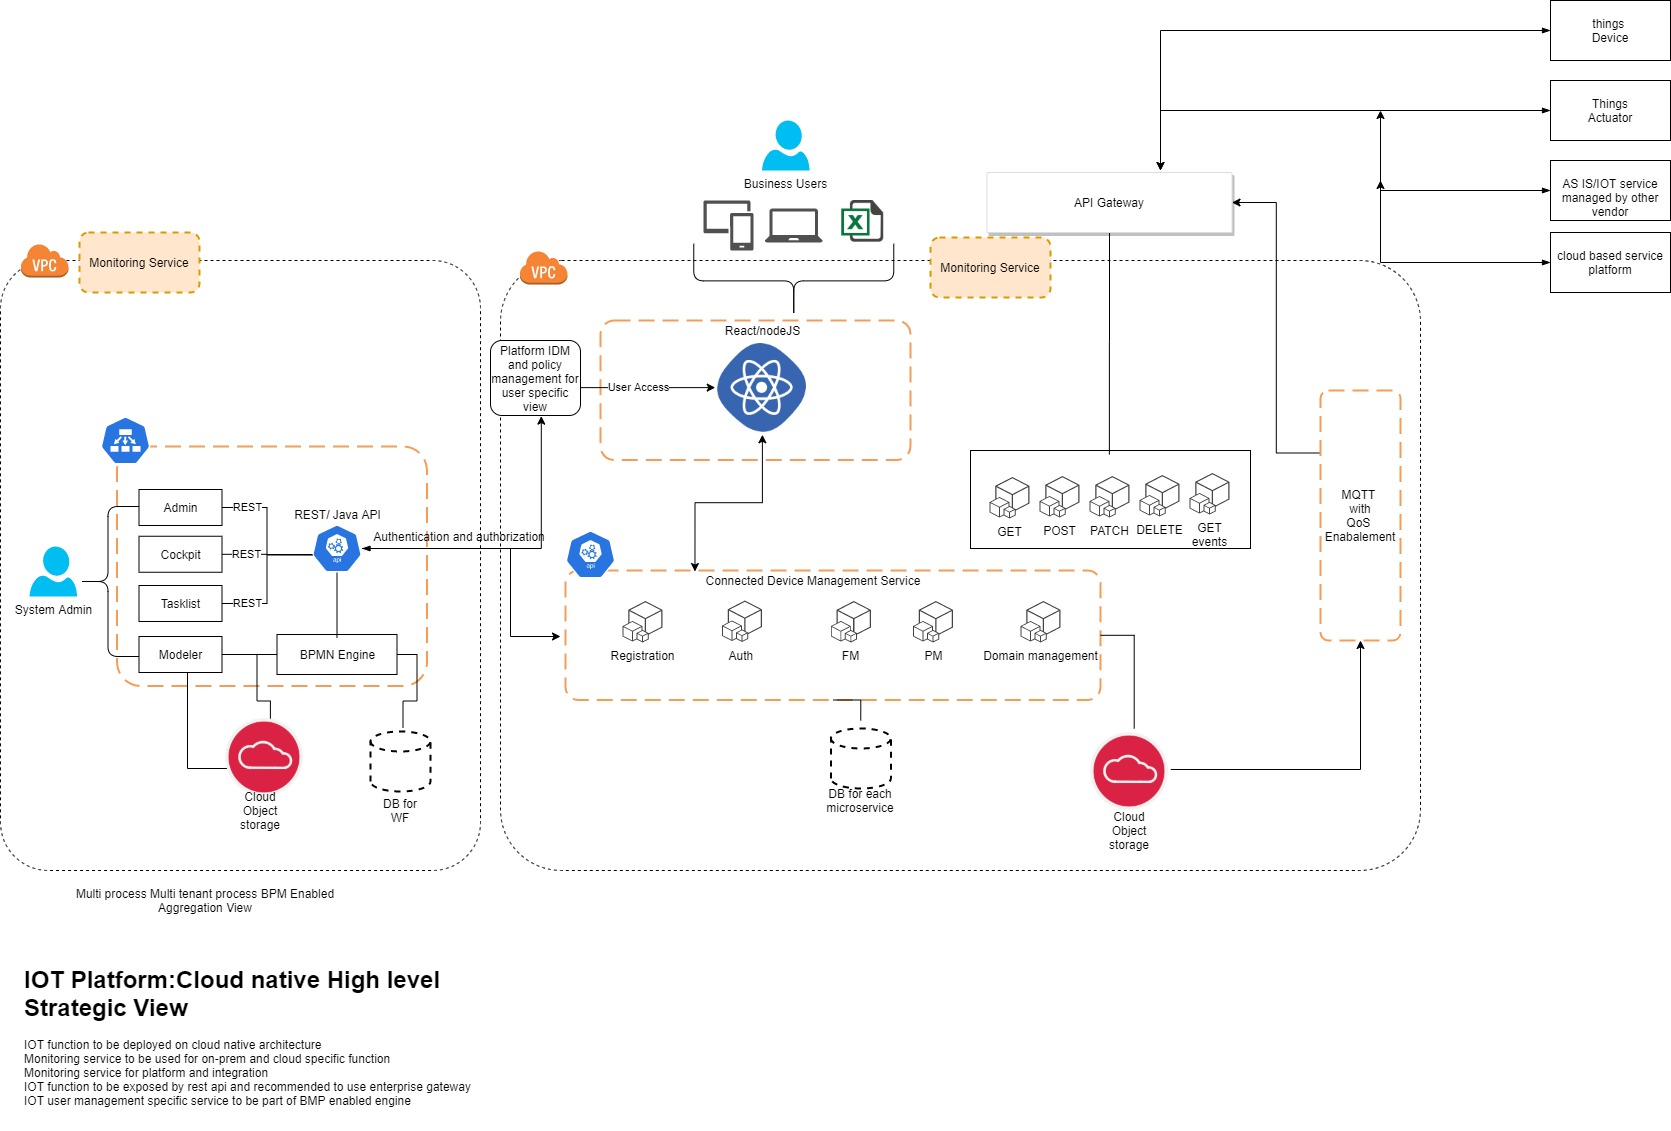 things
Device
Things
Actuator
AS IS/IOT service
managed by other
vendor
cloud based service
platform
Business Users
X
API Gateway
VPC
Monitoring Service
VPC
Monitoring Service
React/nodeJS
Platform IDM
and policy
management for
user specific
view
User Access
MQTT
with
QoS
Enabalement
GET
POST
PATCH
DELETE
GET
events
Admin
REST
REST/ Java API
Authentication and authorization
Cockpit
REST
api
api
System Admin
Tasklist
REST
Modeler
BPMN Engine
Connected Device Management Service
Registration
Auth
FM
PM
Domain management
Cloud
Object
storage
DB for
WF
DB for each
microservice
Cloud
Object
storage
Multi process Multi tenant process BPM Enabled
Aggregation View
IOT Platform:Cloud native High level
Strategic View
IOT function to be deployed on cloud native architecture
Monitoring service to be used for on-prem and cloud specific function
Monitoring service for platform and integration
IOT function to be exposed by rest api and recommended to use enterprise gateway
IOT user management specific service to be part of BMP enabled engine